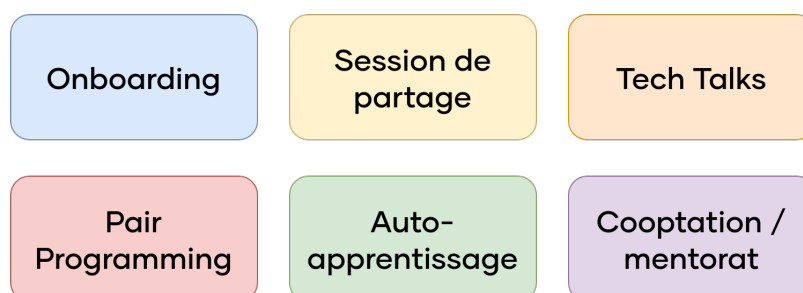 Onboarding
Session de
partage
Tech Talks
Pair
Programming
Auto-
apprentissage
Cooptation /
mentorat